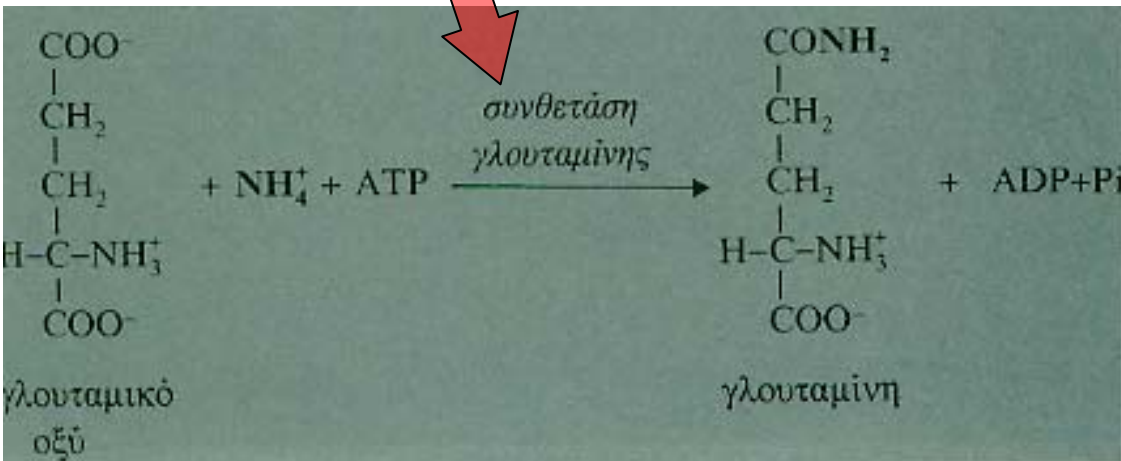 COO⁻
CH₂
CH₂
H–C–NH₃⁺
COO⁻
γλουταμικό
οξύ
+ NH₄⁺ + ATP
συνθετάση
γλουταμίνης
CONH₂
CH₂
CH₂
H–C–NH₃⁺
COO⁻
γλουταμίνη
+ ADP+Pi